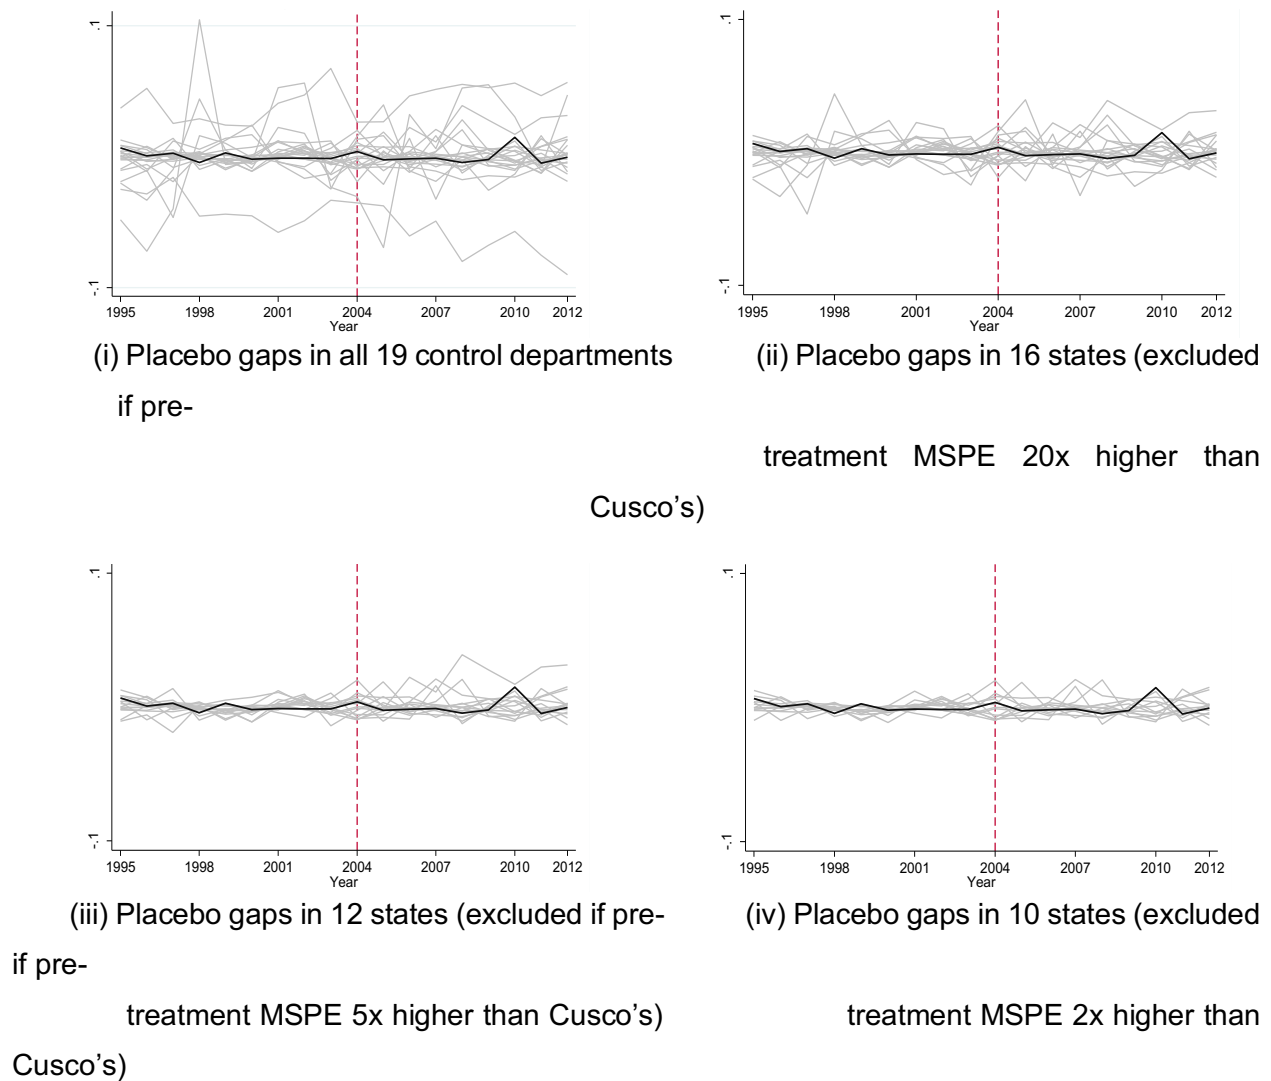 .1
-.1
1995 1998 2001 2004 2007 2010 2012
Year
.1
-.1
1995 1998 2001 2004 2007 2010 2012
Year
(i) Placebo gaps in all 19 control departments (ii) Placebo gaps in 16 states (excluded
if pre-
treatment MSPE 20x higher than
Cusco’s)
.1
-.1
1995 1998 2001 2004 2007 2010 2012
Year
.1
-.1
1995 1998 2001 2004 2007 2010 2012
Year
(iii) Placebo gaps in 12 states (excluded if pre- (iv) Placebo gaps in 10 states (excluded
if pre-
treatment MSPE 5x higher than Cusco’s) treatment MSPE 2x higher than
Cusco’s)